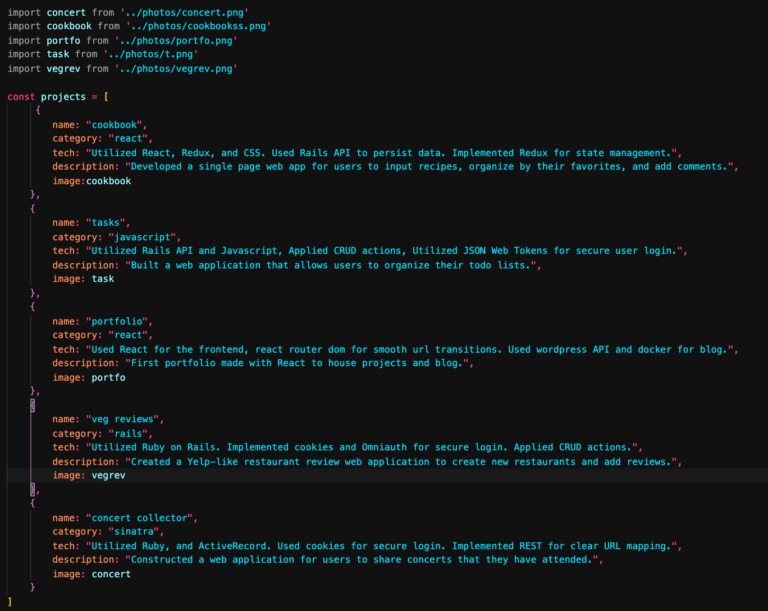 import concert from '../photos/concert.png'
import cookbook from '../photos/cookbookss.png'
import portfo from '../photos/portfo.png'
import task from '../photos/t.png'
import vegrev from '../photos/vegrev.png'
const projects = [
{
name: "cookbook",
category: "react",
tech: "Utilized React, Redux, and CSS. Used Rails API to persist data. Implemented Redux for state management.",
description: "Developed a single page web app for users to input recipes, organize by their favorites, and add comments.",
image:cookbook
},
{
name: "tasks",
category: "javascript",
tech: "Utilized Rails API and Javascript, Applied CRUD actions, Utilized JSON Web Tokens for secure user login.",
description: "Built a web application that allows users to organize their todo lists.",
image: task
},
{
name: "portfolio",
category: "react",
tech: "Used React for the frontend, react router dom for smooth url transitions. Used wordpress API and docker for blog.",
description: "First portfolio made with React to house projects and blog.",
image: portfo
},
{
name: "veg reviews",
category: "rails",
tech: "Utilized Ruby on Rails. Implemented cookies and Omniauth for secure login. Applied CRUD actions.",
description: "Created a Yelp-like restaurant review web application to create new restaurants and add reviews.",
image: vegrev
},
{
name: "concert collector",
category: "sinatra",
tech: "Utilized Ruby, and ActiveRecord. Used cookies for secure login. Implemented REST for clear URL mapping.",
description: "Constructed a web application for users to share concerts that they have attended.",
image: concert
}
]